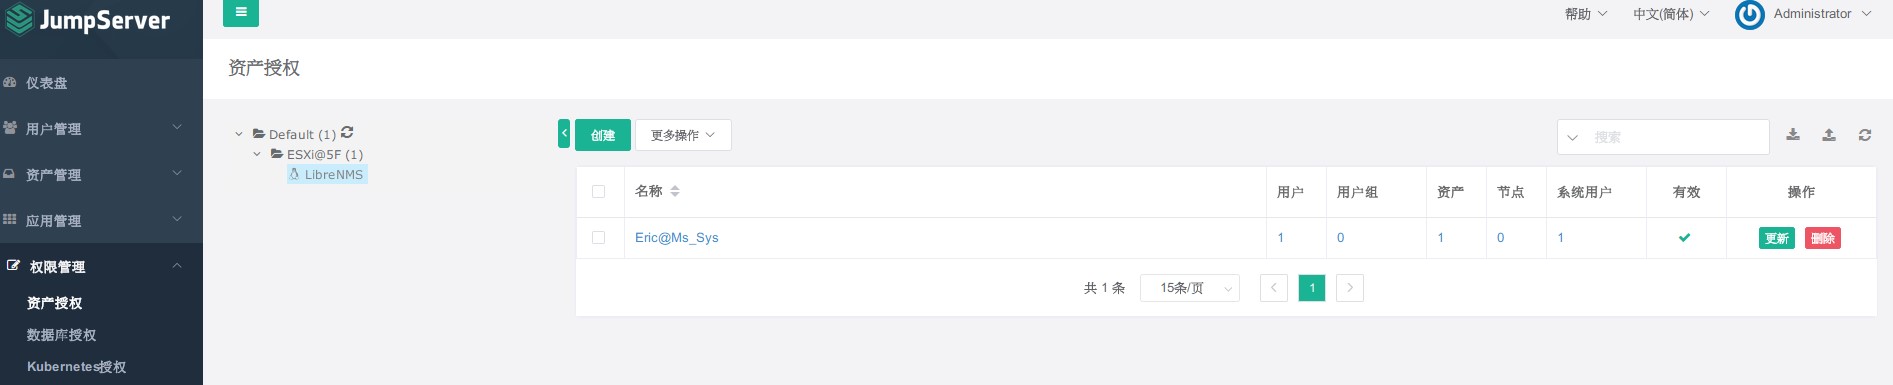 JumpServer
帮助
中文(简体)
Administrator
资产授权
仪表盘
用户管理
资产管理
应用管理
权限管理
资产授权
数据库授权
Kubernetes授权
Default (1)
ESXi@5F (1)
LibreNMS
创建
更多操作
搜索
名称 用户 用户组 资产 节点 系统用户 有效 操作
Eric@Ms_Sys 1 0 1 0 1 更新 删除
共 1 条 15条/页 1